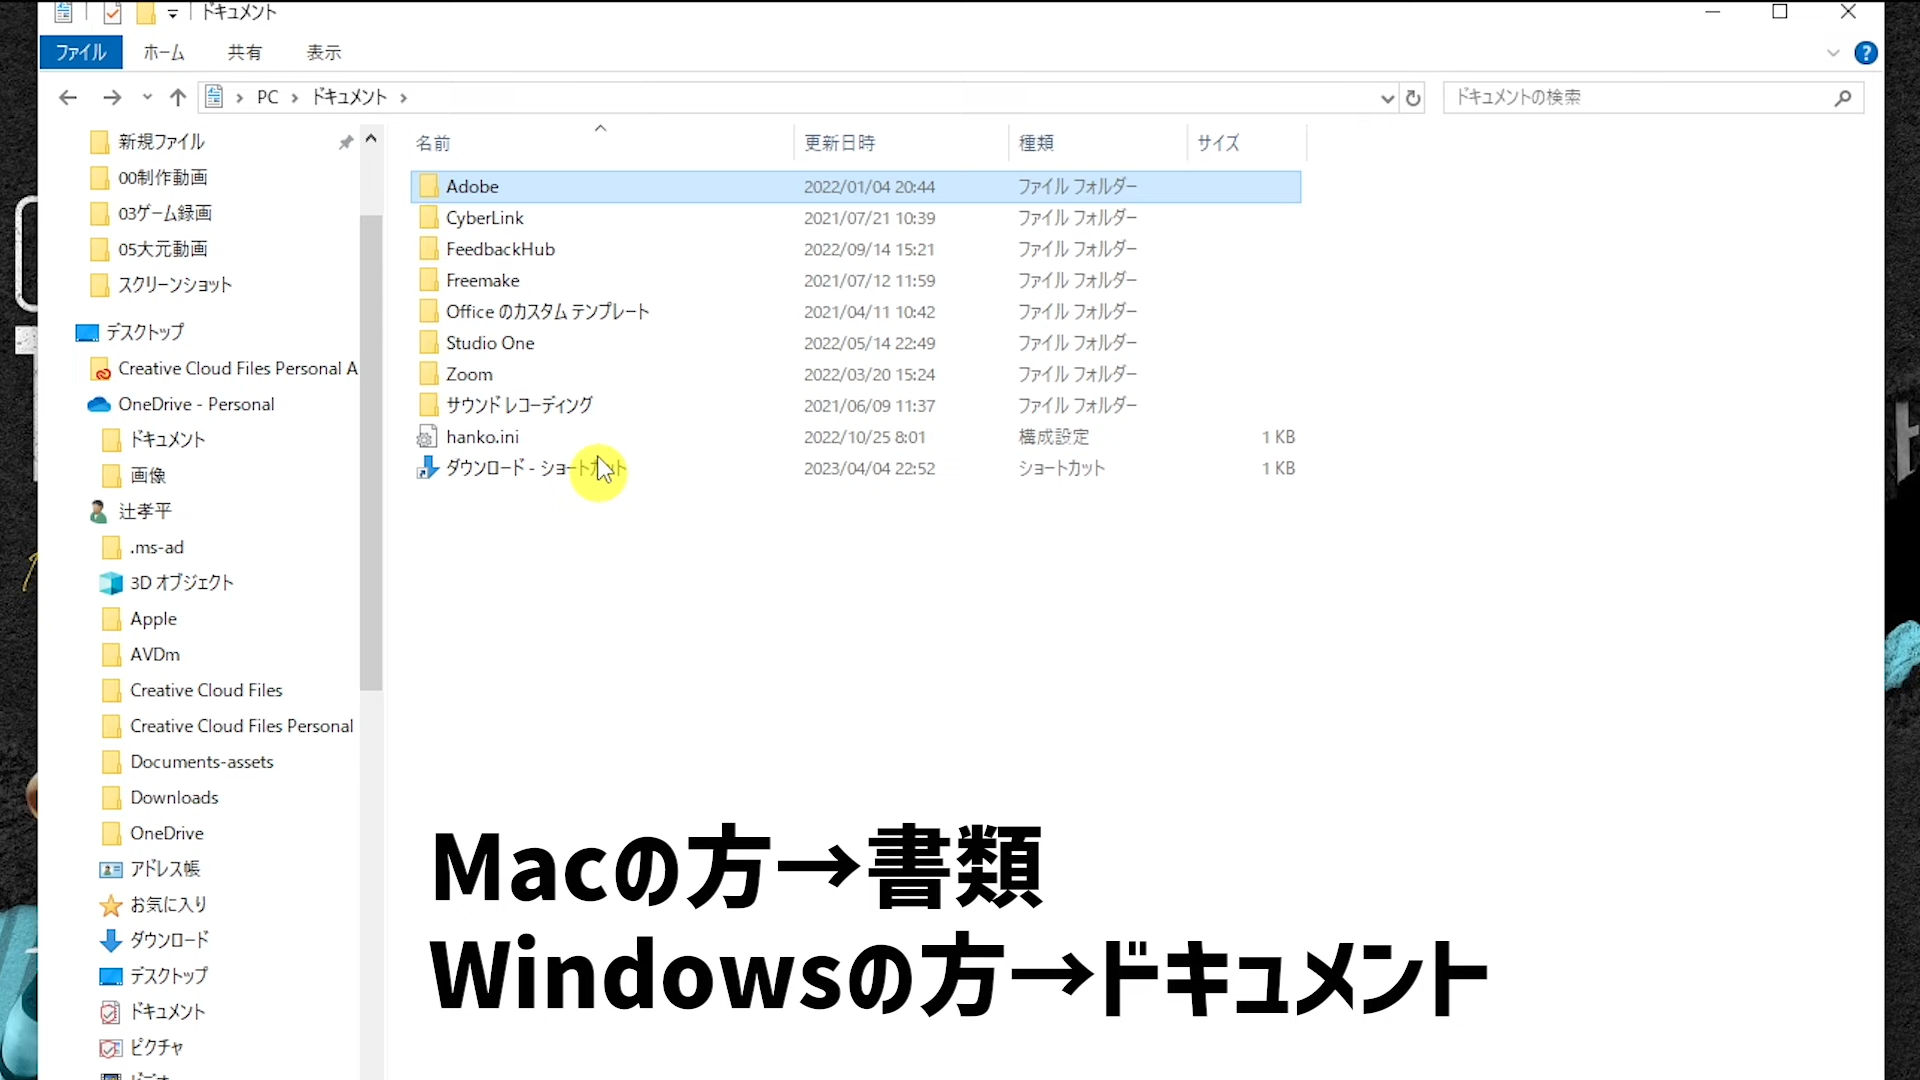 ドキュメント
ファイル ホーム 共有 表示
PC ドキュメント ドキュメントの検索
新規ファイル
00制作動画
03ゲーム録画
05大元動画
スクリーンショット
デスクトップ
Creative Cloud Files Personal A
OneDrive - Personal
ドキュメント
画像
辻孝平
.ms-ad
3D オブジェクト
Apple
AVDm
Creative Cloud Files
Creative Cloud Files Personal
Documents-assets
Downloads
OneDrive
アドレス帳
お気に入り
ダウンロード
デスクトップ
ドキュメント
ピクチャ
名前 更新日時 種類 サイズ
Adobe 2022/01/04 20:44 ファイル フォルダー
CyberLink 2021/07/21 10:39 ファイル フォルダー
FeedbackHub 2022/09/14 15:21 ファイル フォルダー
Freemake 2021/07/12 11:59 ファイル フォルダー
Office のカスタム テンプレート 2021/04/11 10:42 ファイル フォルダー
Studio One 2022/05/14 22:49 ファイル フォルダー
Zoom 2022/03/20 15:24 ファイル フォルダー
サウンド レコーディング 2021/06/09 11:37 ファイル フォルダー
hanko.ini 2022/10/25 8:01 構成設定 1 KB
ダウンロード - ショートカット 2023/04/04 22:52 ショートカット 1 KB
Macの方→書類
Windowsの方→ドキュメント